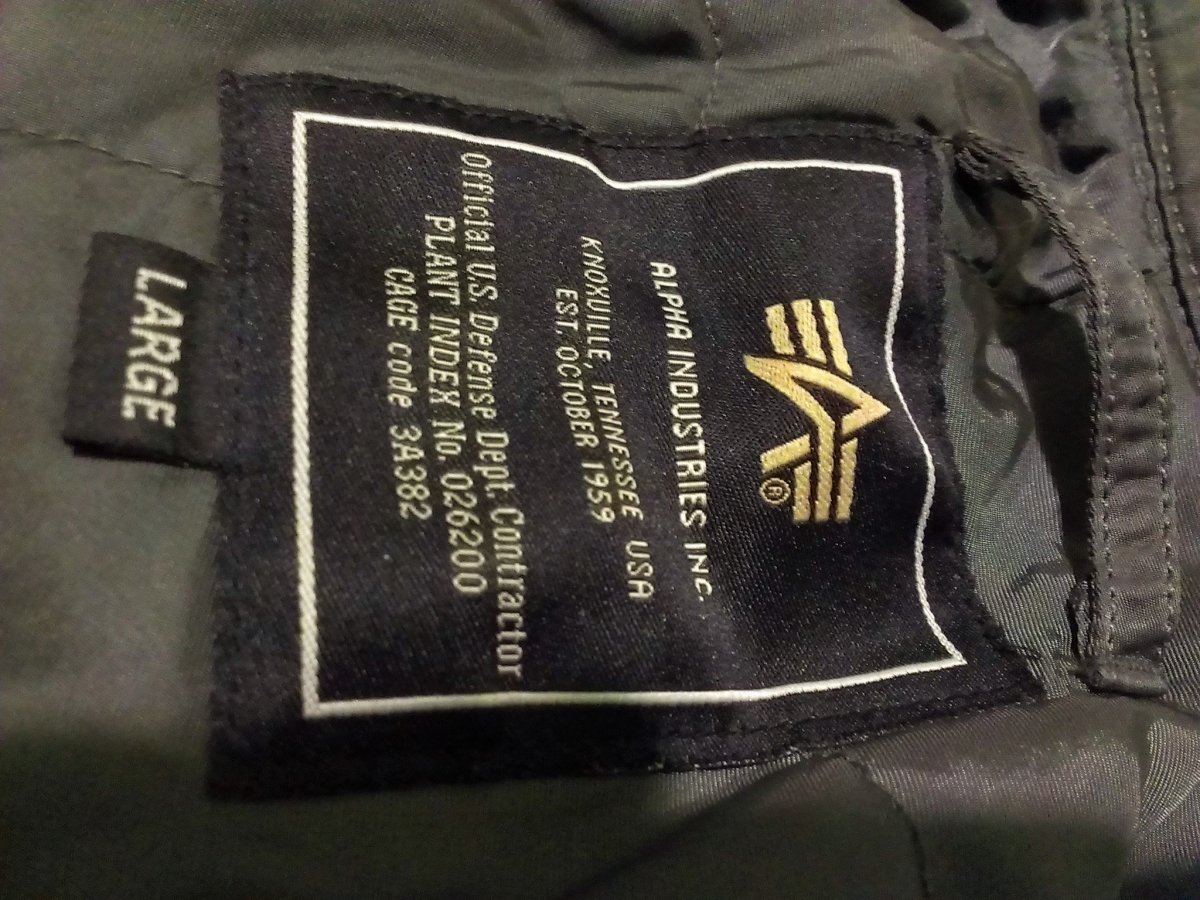 ALPHA INDUSTRIES INC.
KNOXVILLE, TENNESSEE USA
EST. OCTOBER 1959
Official U.S. Defense Dept. Contractor
PLANT INDEX No. 026200
CAGE code 3A382
LARGE